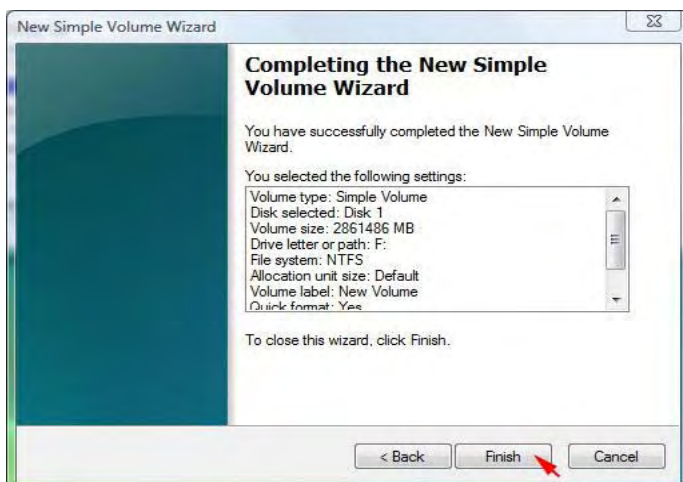 New Simple Volume Wizard
Completing the New Simple
Volume Wizard
You have successfully completed the New Simple Volume
Wizard.
You selected the following settings:
Volume type: Simple Volume
Disk selected: Disk 1
Volume size: 2861486 MB
Drive letter or path: F:
File system: NTFS
Allocation unit size: Default
Volume label: New Volume
Quick format: Yes
To close this wizard, click Finish.
< Back
Finish
Cancel